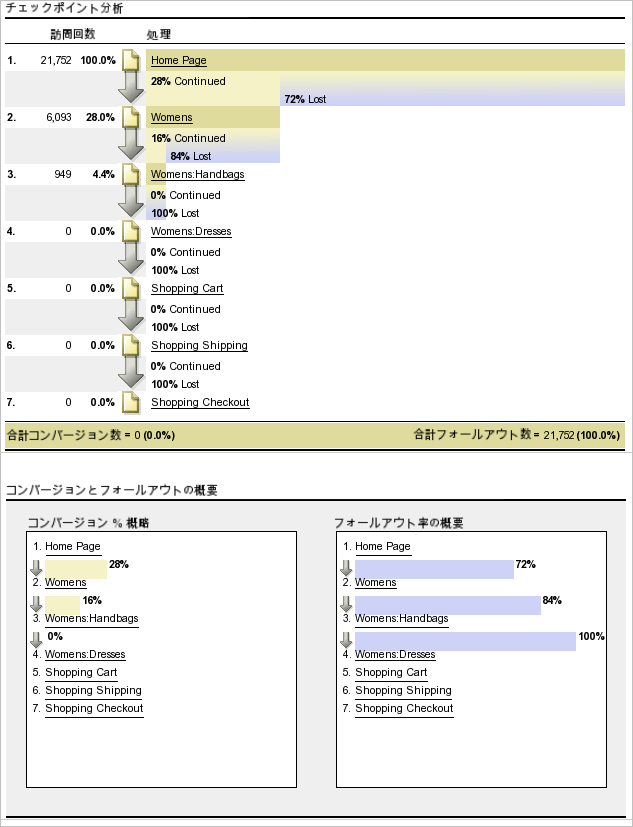 チェックポイント分析
訪問回数 処理
1. 21,752 100.0% Home Page
28% Continued
72% Lost
2. 6,093 28.0% Womens
16% Continued
84% Lost
3. 949 4.4% Womens:Handbags
0% Continued
100% Lost
4. 0 0.0% Womens:Dresses
0% Continued
100% Lost
5. 0 0.0% Shopping Cart
0% Continued
100% Lost
6. 0 0.0% Shopping Shipping
0% Continued
100% Lost
7. 0 0.0% Shopping Checkout
合計コンバージョン数 = 0 (0.0%) 合計フォールアウト数 = 21,752 (100.0%)
コンバージョンとフォールアウトの概要
コンバージョン % 概略
1. Home Page
28%
2. Womens
16%
3. Womens:Handbags
0%
4. Womens:Dresses
5. Shopping Cart
6. Shopping Shipping
7. Shopping Checkout
フォールアウト率の概要
1. Home Page
72%
2. Womens
84%
3. Womens:Handbags
100%
4. Womens:Dresses
5. Shopping Cart
6. Shopping Shipping
7. Shopping Checkout